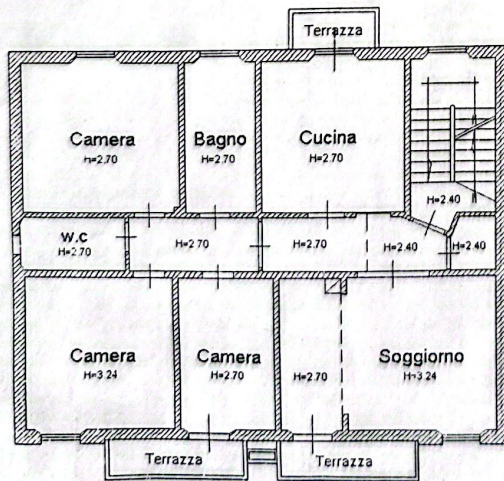 Terrazza
Camera
H=2.70
Bagno
H=2.70
Cucina
H=2.70
H=2.40
W.C
H=2.70
H=2.70
H=2.70
H=2.40
H=2.40
Camera
H=3.24
Camera
H=2.70
H=2.70
Soggiorno
H=3.24
Terrazza
Terrazza